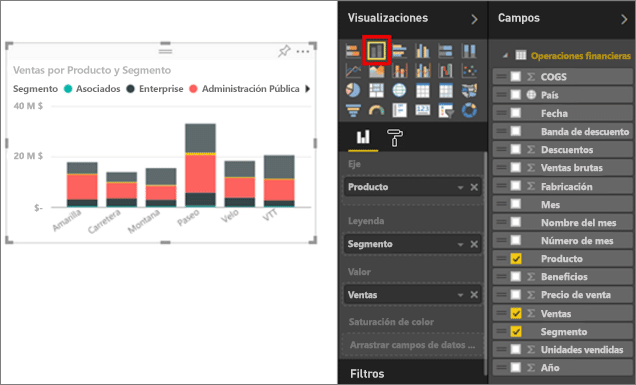 Ventas por Producto y Segmento
Segmento Asociados Enterprise Administración Pública
40 M $
20 M $
$-
Amarilla Carretera Montana Paseo Velo VTT
Visualizaciones
Eje
Producto
Leyenda
Segmento
Valor
Ventas
Saturación de color
Arrastrar campos de datos ...
Filtros
Campos
Operaciones financieras
COGS
País
Fecha
Banda de descuento
Descuentos
Ventas brutas
Fabricación
Mes
Nombre del mes
Número de mes
Producto
Beneficios
Precio de venta
Ventas
Segmento
Unidades vendidas
Año